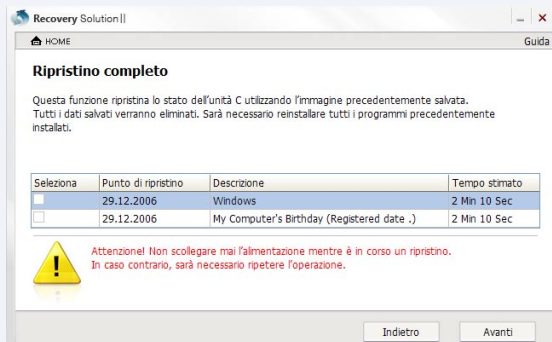 Recovery Solution II
HOME
Guida
Ripristino completo
Questa funzione ripristina lo stato dell'unità C utilizzando l'immagine precedentemente salvata.
Tutti i dati salvati verranno eliminati. Sarà necessario reinstallare tutti i programmi precedentemente
installati.
Seleziona Punto di ripristino Descrizione Tempo stimato
29.12.2006 Windows 2 Min 10 Sec
29.12.2006 My Computer's Birthday (Registered date .) 2 Min 10 Sec
Attenzione! Non scollegare mai l'alimentazione mentre è in corso un ripristino.
In caso contrario, sarà necessario ripetere l'operazione.
Indietro Avanti